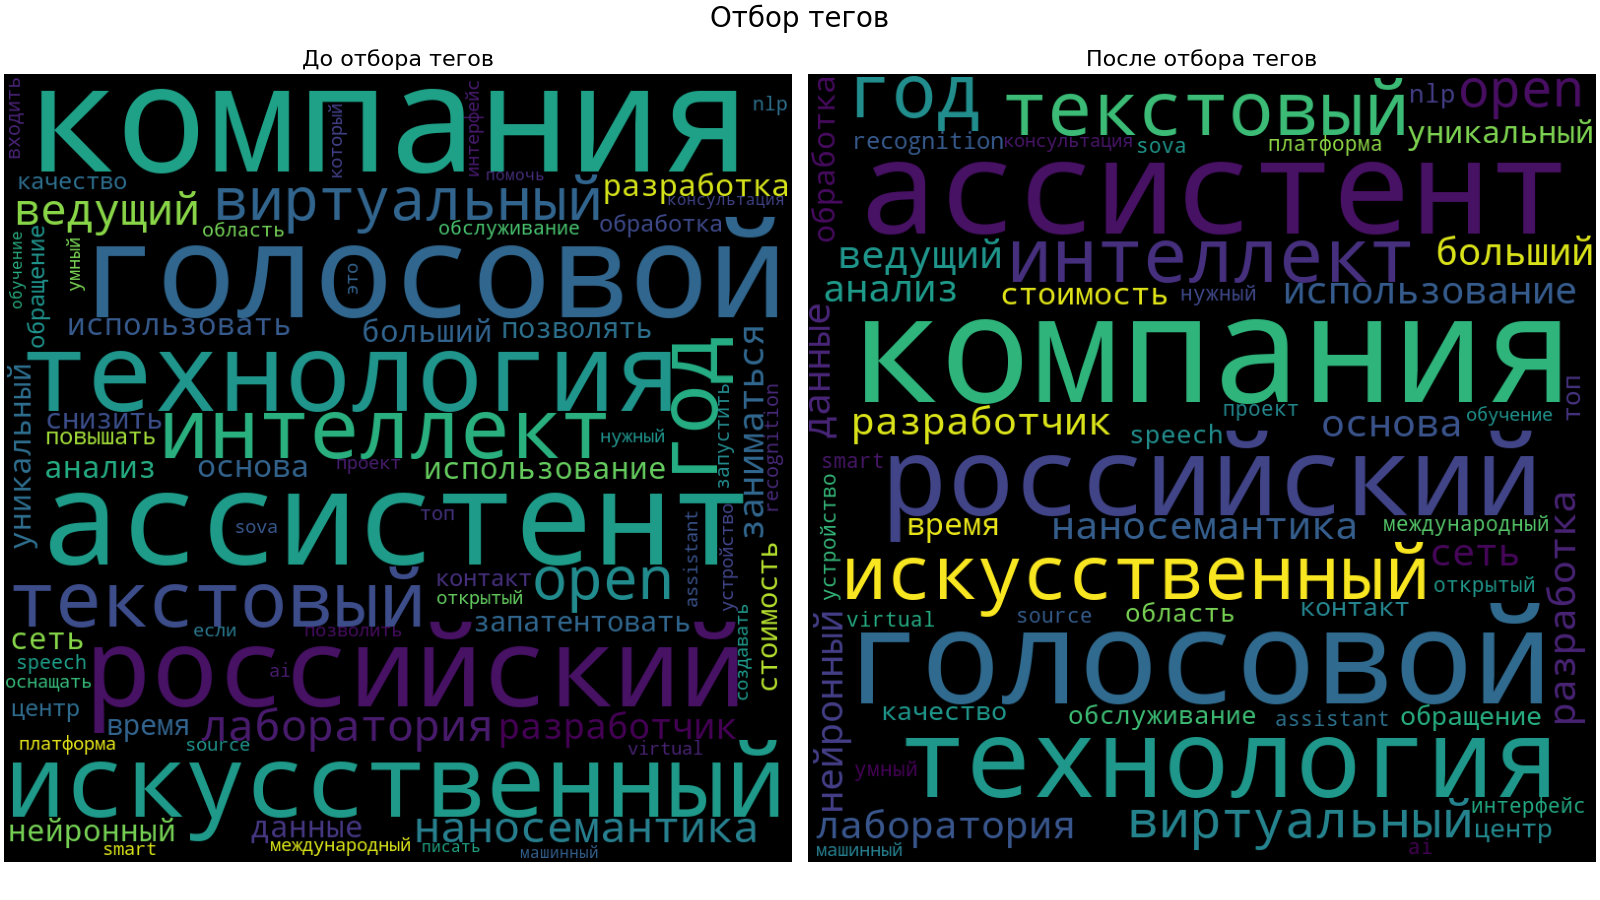 Отбор тегов
До отбора тегов
входить
компания
который
интерфейс
nlp
качество
помочь
ведущий
виртуальный
разработка
консультация
область
обслуживание
обработка
обучение
обращение
умный
голосовой
это
использовать
больший
позволять
технология
год
заниматься
уникальный
снизить
повышать
интеллект
нужный
запустить
recognition
анализ
основа
проект
использование
ассистент
sova
топ
assistant
устройство
текстовый
контакт
открытый
open
стоимость
сеть
если
позволить
запатентовать
создавать
speech
оснащать
российский
ai
центр
время
лаборатория
разработчик
платформа
source
virtual
искусственный
нейронный
данные
наносемантика
smart
международный
писать
машинный
После отбора тегов
обработка
год
текстовый
nlp
open
recognition
консультация
sova
платформа
уникальный
ассистент
ведущий
интеллект
больший
анализ
стоимость
нужный
использование
данные
компания
топ
разработчик
проект
основа
обучение
speech
smart
российский
устройство
время
наносемантика
международный
разработка
искусственный
сеть
открытый
нейронный
virtual
source
область
контакт
голосовой
качество
обслуживание
assistant
обращение
умный
технология
лаборатория
виртуальный
интерфейс
центр
машинный
ai